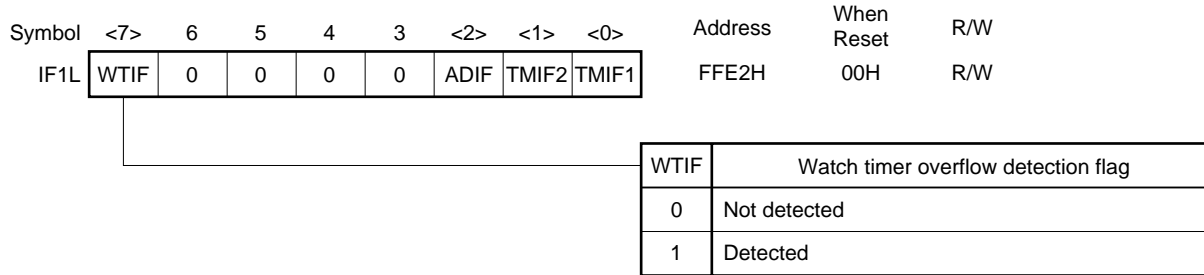 Symbol <7> 6 5 4 3 <2> <1> <0> Address When Reset R/W
IF1L WTIF 0 0 0 0 ADIF TMIF2 TMIF1 FFE2H 00H R/W
WTIF Watch timer overflow detection flag
0 Not detected
1 Detected